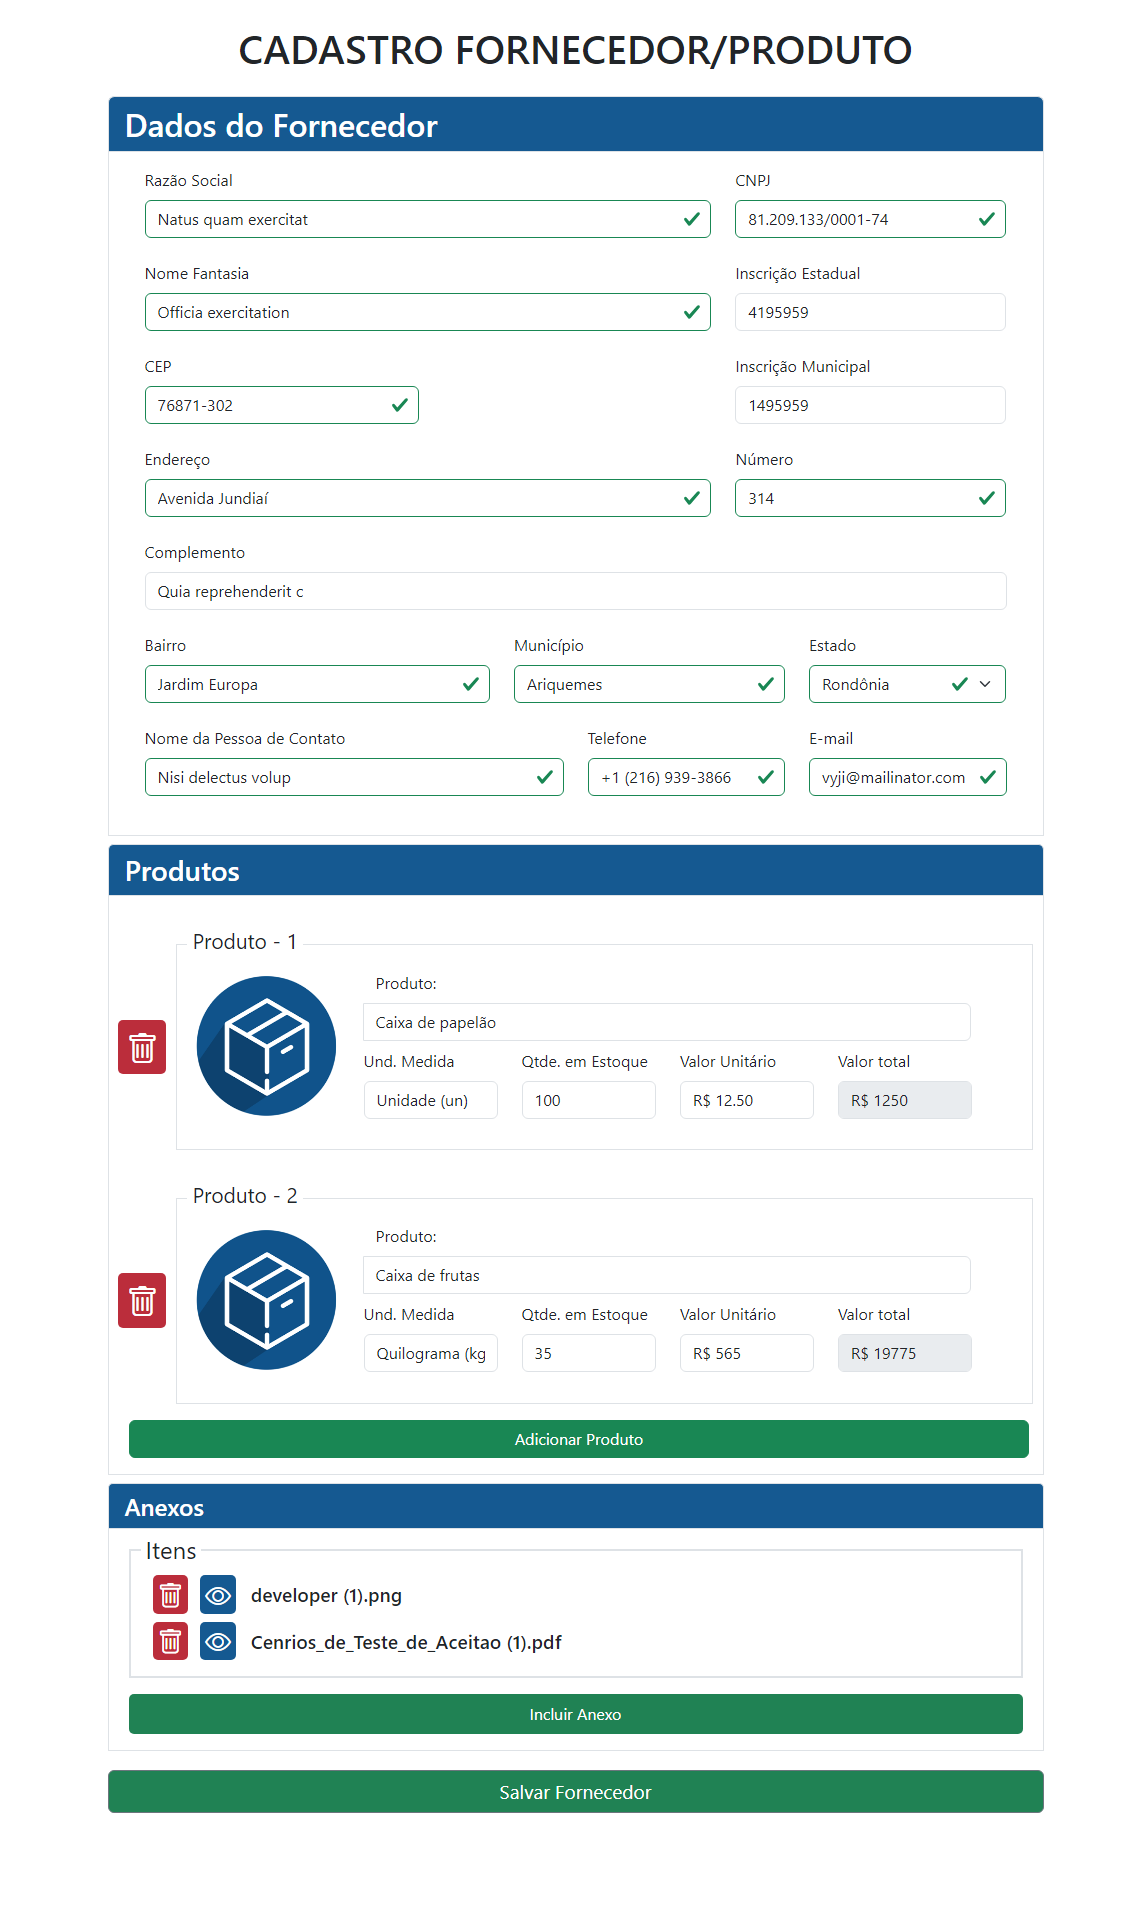 CADASTRO FORNECEDOR/PRODUTO
Dados do Fornecedor
Razão Social CNPJ
Natus quam exercitat 81.209.133/0001-74
Nome Fantasia Inscrição Estadual
Officia exercitation 4195959
CEP Inscrição Municipal
76871-302 1495959
Endereço Número
Avenida Jundiaí 314
Complemento
Quia reprehenderit c
Bairro Município Estado
Jardim Europa Ariquemes Rondônia
Nome da Pessoa de Contato Telefone E-mail
Nisi delectus volup +1 (216) 939-3866 vyji@mailinator.com
Produtos
Produto - 1
Produto:
Caixa de papelão
Und. Medida Qtde. em Estoque Valor Unitário Valor total
Unidade (un) 100 R$ 12.50 R$ 1250
Produto - 2
Produto:
Caixa de frutas
Und. Medida Qtde. em Estoque Valor Unitário Valor total
Quilograma (kg 35 R$ 565 R$ 19775
Adicionar Produto
Anexos
Itens
developer (1).png
Cenrios_de_Teste_de_Aceitao (1).pdf
Incluir Anexo
Salvar Fornecedor